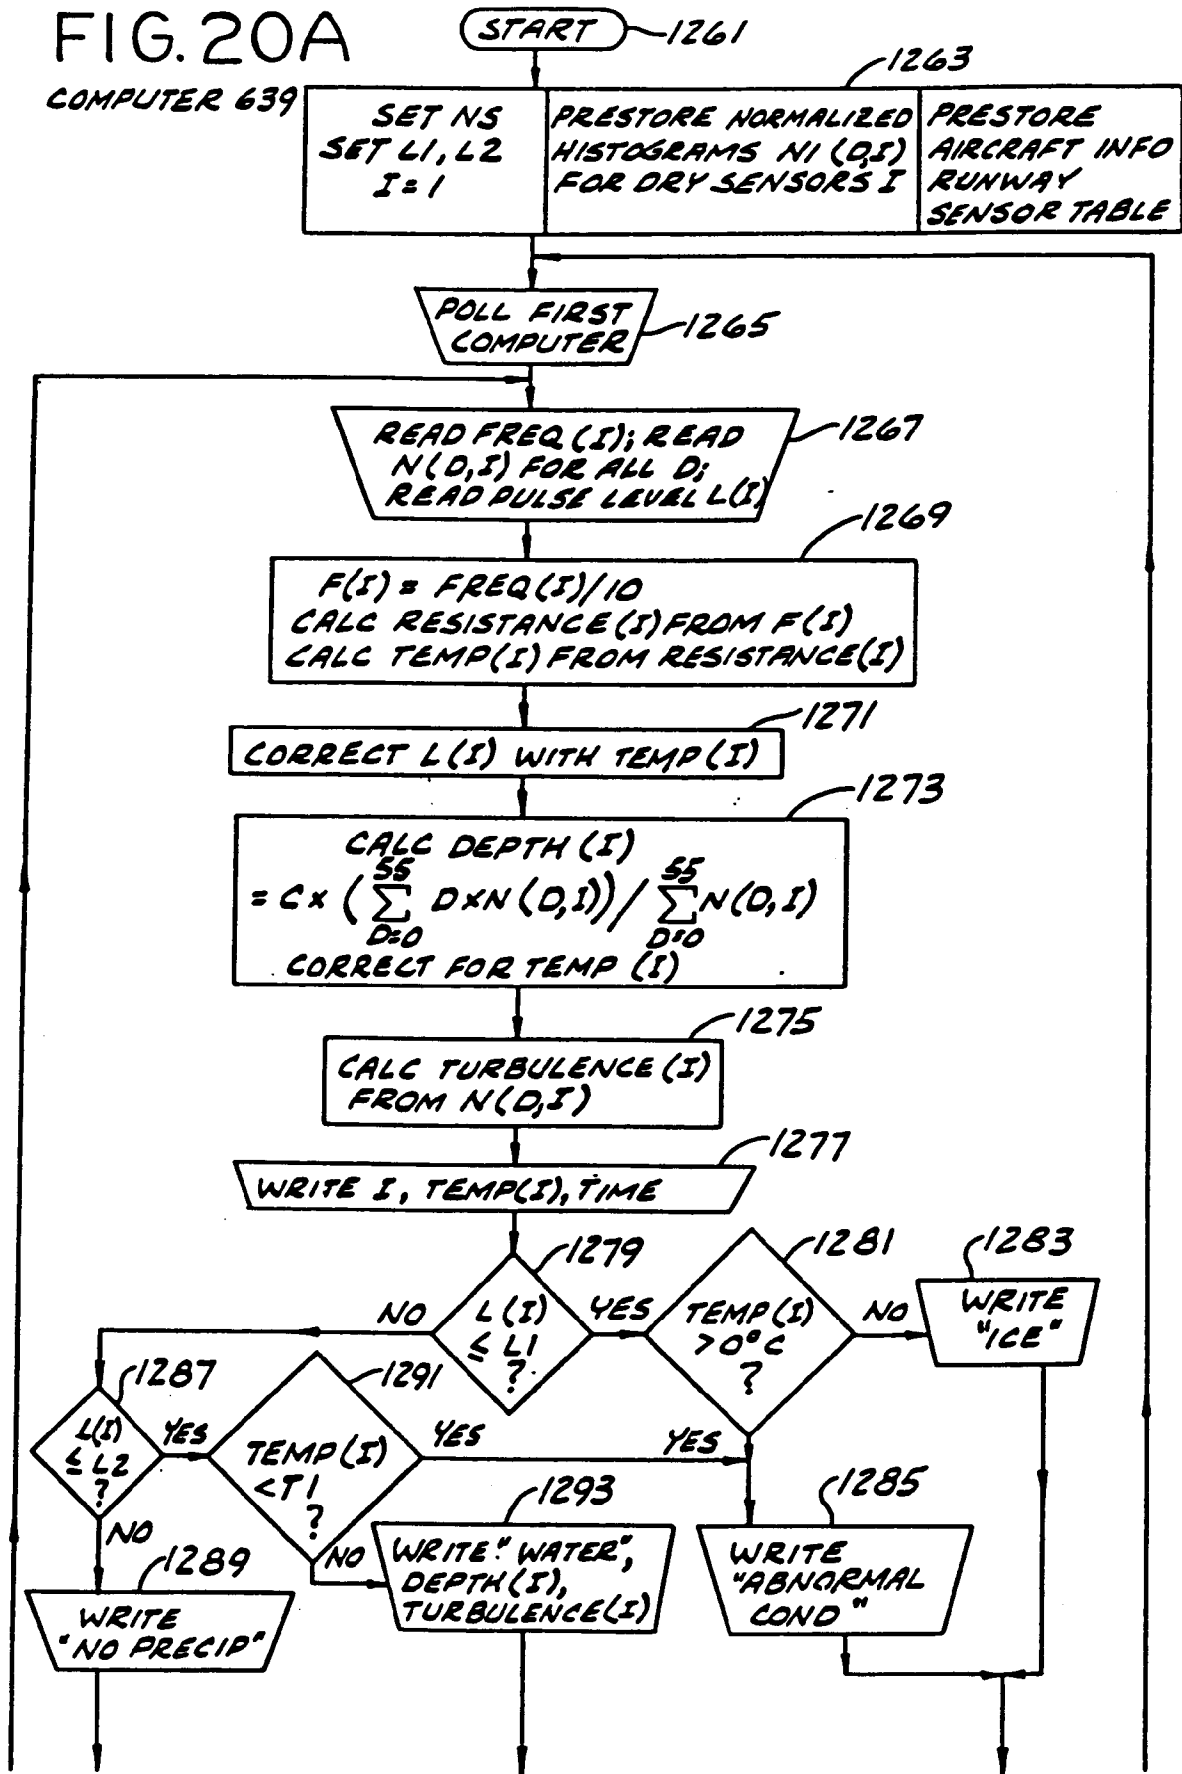 FIG. 20A
START
1261
COMPUTER 639
1263
SET NS
SET L1, L2
I = 1
PRESTORE NORMALIZED
HISTOGRAMS N1 (D,I)
FOR DRY SENSORS I
PRESTORE
AIRCRAFT INFO
RUNWAY
SENSOR TABLE
POLL FIRST
COMPUTER
1265
READ FREQ (I); READ
N(D,I) FOR ALL D;
READ PULSE LEVEL L(I)
1267
1269
F(I) = FREQ(I)/10
CALC RESISTANCE(I) FROM F(I)
CALC TEMP(I) FROM RESISTANCE(I)
1271
CORRECT L(I) WITH TEMP(I)
1273
CALC DEPTH (I)
= C x ( 55 ∑ D=0 D x N (D,I)) / 55 ∑ D=0 N(D,I)
CORRECT FOR TEMP (I)
1275
CALC TURBULENCE(I)
FROM N(D,I)
1277
WRITE I, TEMP(I), TIME
1279
L(I)
≤ L1
?
NO
YES
1281
TEMP(I)
> 0°C
?
NO
YES
1283
WRITE
"ICE"
1287
L(I)
≤ L2
?
YES
NO
1291
TEMP(I)
< T1
?
YES
NO
1289
WRITE
"NO PRECIP"
1293
WRITE "WATER",
DEPTH(I),
TURBULENCE(I)
1285
WRITE
"ABNORMAL
COND"